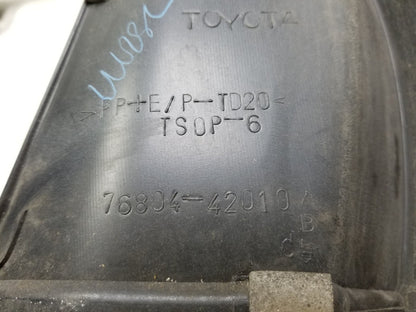 TOYOTA
>PP+E/P-TD20<
TSOP-6
76804-42010
A
B
C